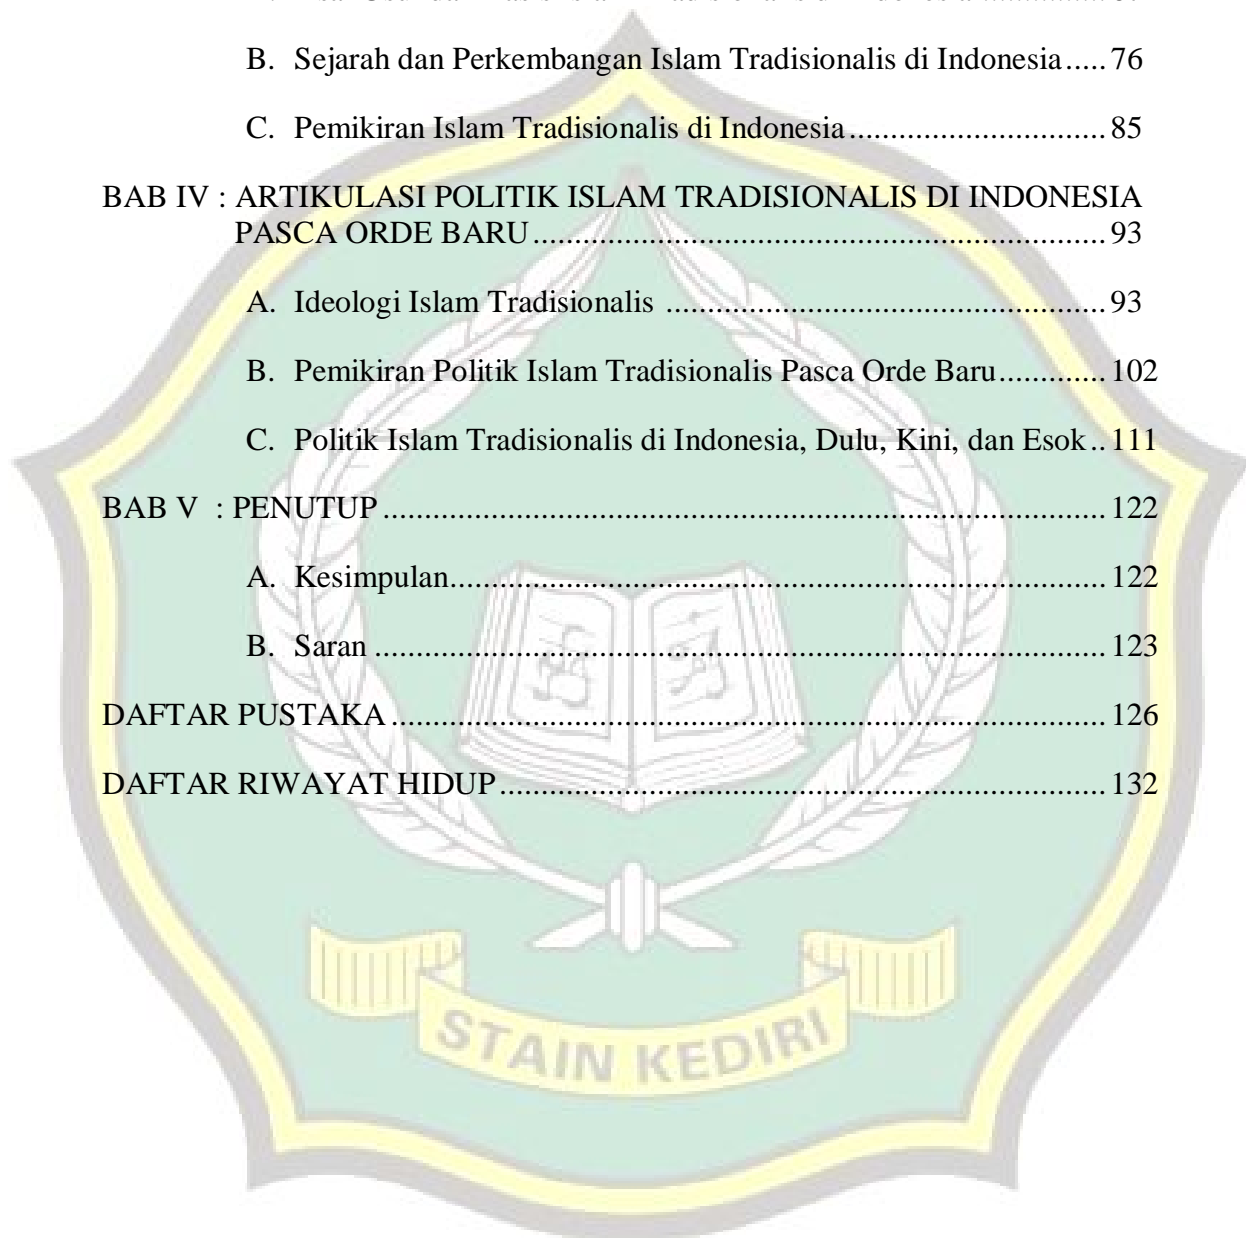 B. Sejarah dan Perkembangan Islam Tradisionalis di Indonesia..... 76
C. Pemikiran Islam Tradisionalis di Indonesia............................... 85
BAB IV : ARTIKULASI POLITIK ISLAM TRADISIONALIS DI INDONESIA
PASCA ORDE BARU...................................................................... 93
A. Ideologi Islam Tradisionalis ...................................................... 93
B. Pemikiran Politik Islam Tradisionalis Pasca Orde Baru............. 102
C. Politik Islam Tradisionalis di Indonesia, Dulu, Kini, dan Esok.. 111
BAB V : PENUTUP........................................................................................ 122
A. Kesimpulan................................................................................ 122
B. Saran ......................................................................................... 123
DAFTAR PUSTAKA ....................................................................................... 126
DAFTAR RIWAYAT HIDUP.......................................................................... 132
STAIN KEDIRI